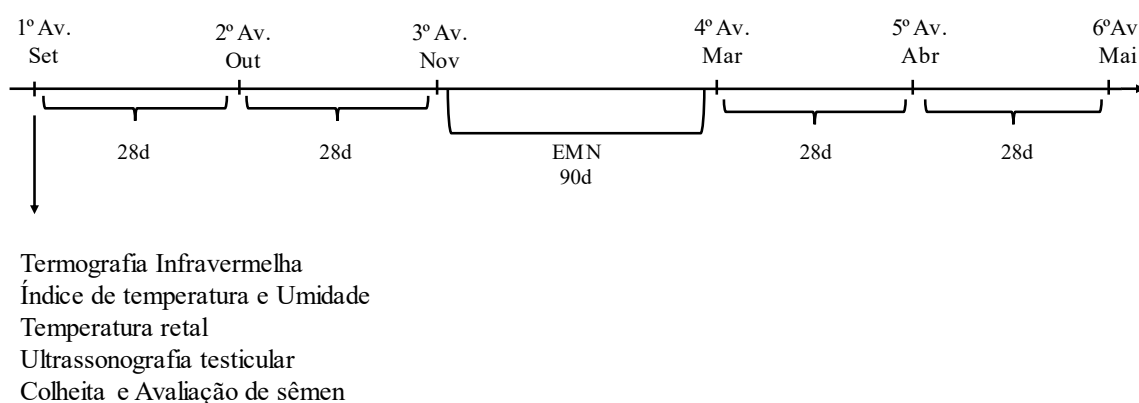 1º Av.
Set
2º Av.
Out
3º Av.
Nov
4º Av.
Mar
5º Av.
Abr
6ºAv
Mai
28d
28d
EMN
90d
28d
28d
Termografia Infravermelha
Índice de temperatura e Umidade
Temperatura retal
Ultrassonografia testicular
Colheita e Avaliação de sêmen